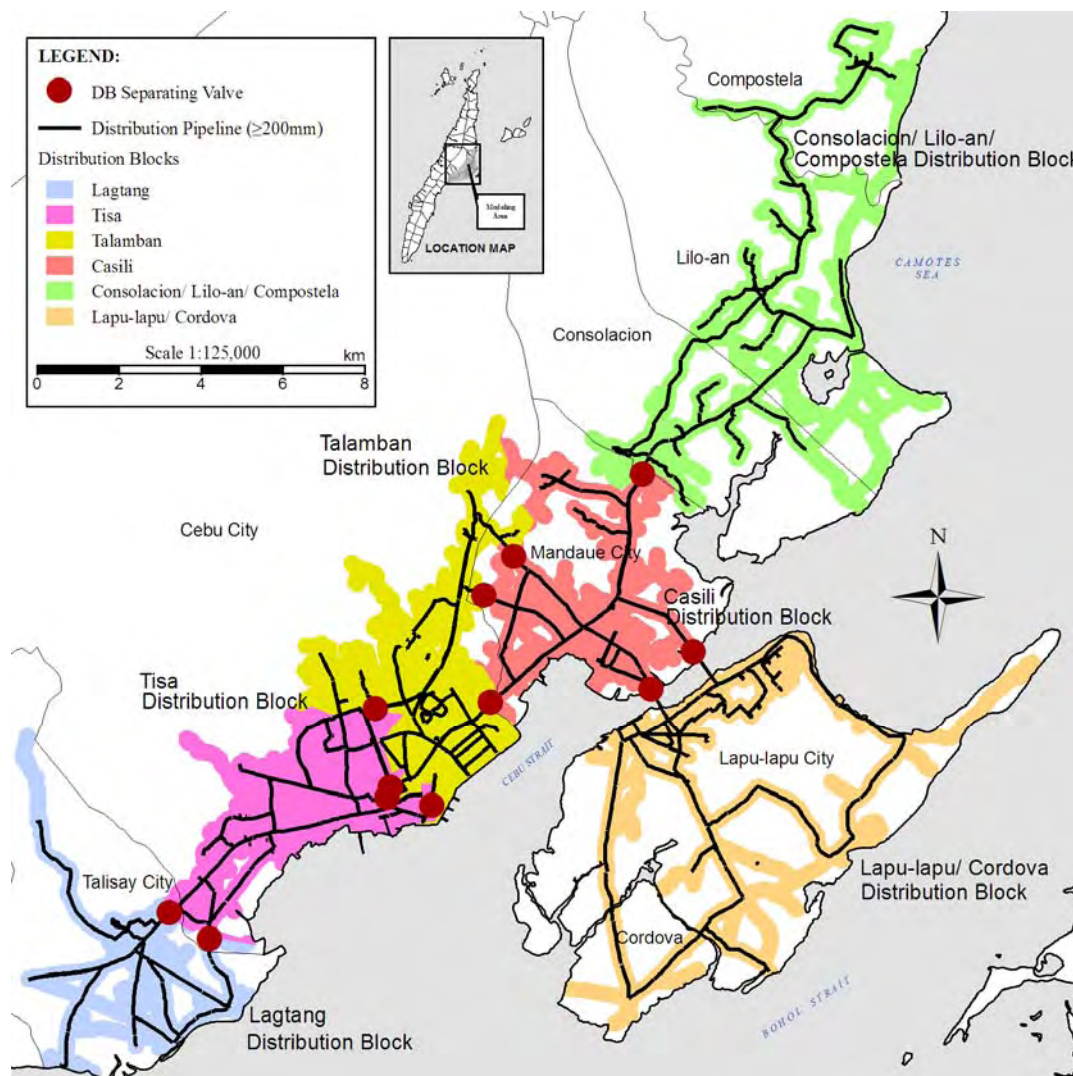 LEGEND:
DB Separating Valve
Distribution Pipeline (≥200mm)
Distribution Blocks
Lagtang
Tisa
Talamban
Casili
Consolacion/ Lilo-an/ Compostela
Lapu-lapu/ Cordova
Scale 1:125,000
km
0 2 4 6 8
Modeling
Area
LOCATION MAP
Compostela
Consolacion/ Lilo-an/
Compostela Distribution Block
Lilo-an
CAMOTES
SEA
Consolacion
Talamban
Distribution Block
Cebu City
Mandaue City
N
Casili
Distribution Block
Tisa
Distribution Block
CEBU STRAIT
Lapu-lapu City
Talisay City
Lapu-lapu/ Cordova
Distribution Block
Cordova
BOHOL STRAIT
Lagtang
Distribution Block